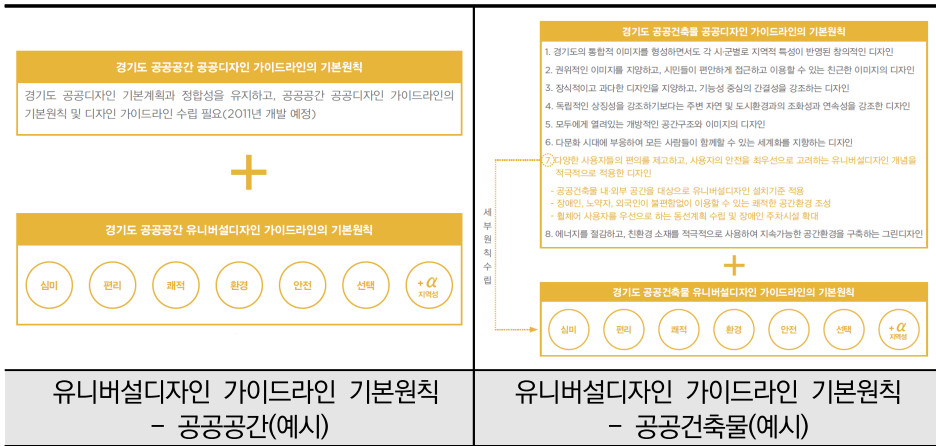 경기도 공공공간 공공디자인 가이드라인의 기본원칙
경기도 공공디자인 기본계획과 정합성을 유지하고, 공공공간 공공디자인 가이드라인의
기본원칙 및 디자인 가이드라인 수립 필요(2011년 개발 예정)
+
경기도 공공공간 유니버설디자인 가이드라인의 기본원칙
심미 편리 쾌적 환경 안전 선택 +α
지역성
유니버설디자인 가이드라인 기본원칙
- 공공공간(예시)
경기도 공공건축물 공공디자인 가이드라인의 기본원칙
1. 경기도의 통합적 이미지를 형성하면서도 각 시·군별로 지역적 특성이 반영된 창의적인 디자인
2. 권위적인 이미지를 지양하고, 시민들이 편안하게 접근하고 이용할 수 있는 친근한 이미지의 디자인
3. 장식적이고 과다한 디자인을 지양하고, 기능성 중심의 간결성을 강조하는 디자인
4. 독립적인 상징성을 강조하기보다는 주변 자연 및 도시환경과의 조화성과 연속성을 강조한 디자인
5. 모두에게 열려있는 개방적인 공간구조와 이미지의 디자인
6. 다문화 시대에 부응하여 모든 사람들이 함께할 수 있는 세계화를 지향하는 디자인
7. 다양한 사용자들의 편의를 제고하고, 사용자의 안전을 최우선으로 고려하는 유니버설디자인 개념을
적극적으로 적용한 디자인
- 공공건축물 내·외부 공간을 대상으로 유니버설디자인 설치기준 적용
- 장애인, 노약자, 외국인이 불편함없이 이용할 수 있는 쾌적한 공간환경 조성
- 휠체어 사용자를 우선으로 하는 동선계획 수립 및 장애인 주차시설 확대
8. 에너지를 절감하고, 친환경 소재를 적극적으로 사용하여 지속가능한 공간환경을 구축하는 그린디자인
세부원칙수립
+
경기도 공공건축물 유니버설디자인 가이드라인의 기본원칙
심미 편리 쾌적 환경 안전 선택 +α
지역성
유니버설디자인 가이드라인 기본원칙
- 공공건축물(예시)